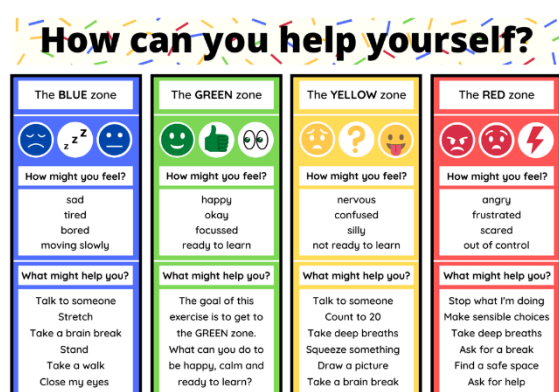 How can you help yourself?
The BLUE zone
z z Z
How might you feel?
sad
tired
bored
moving slowly
What might help you?
Talk to someone
Stretch
Take a brain break
Stand
Take a walk
Close my eyes
The GREEN zone
How might you feel?
happy
okay
focussed
ready to learn
What might help you?
The goal of this
exercise is to get to
the GREEN zone.
What can you do to
be happy, calm and
ready to learn?
The YELLOW zone
?
How might you feel?
nervous
confused
silly
not ready to learn
What might help you?
Talk to someone
Count to 20
Take deep breaths
Squeeze something
Draw a picture
Take a brain break
The RED zone
How might you feel?
angry
frustrated
scared
out of control
What might help you?
Stop what I'm doing
Make sensible choices
Take deep breaths
Ask for a break
Find a safe space
Ask for help